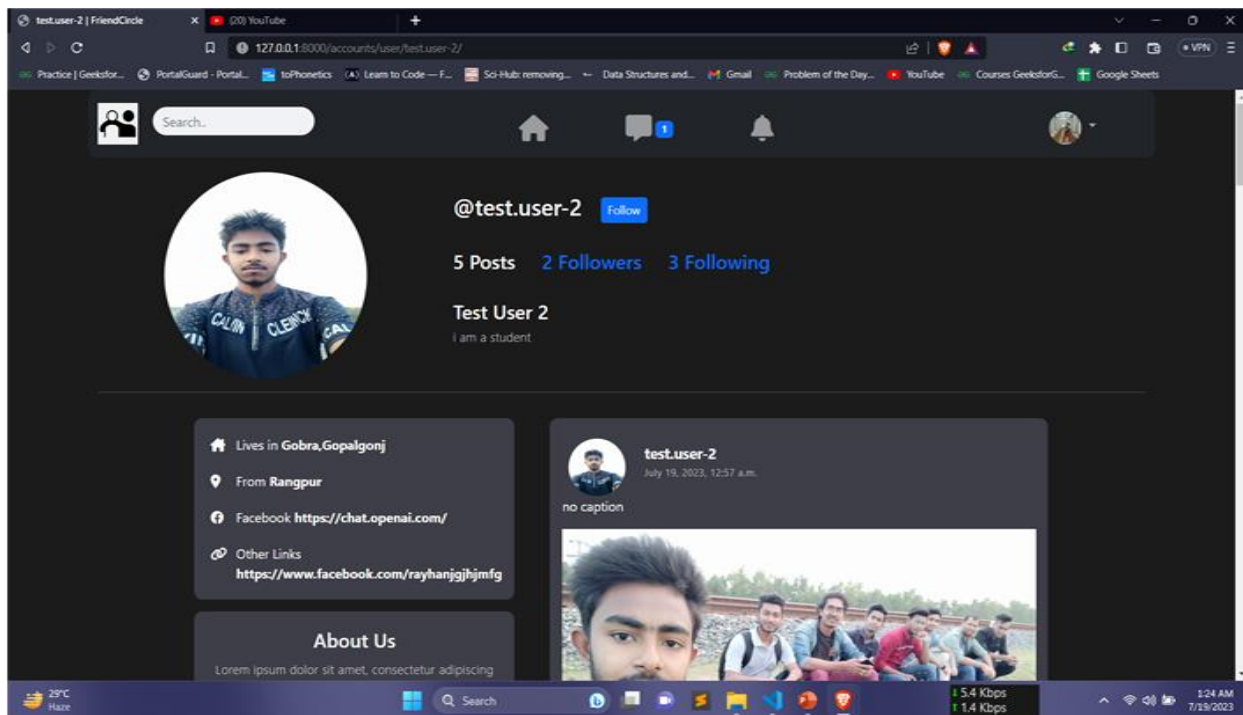 test.user-2 | FriendCircle
(20) YouTube
127.0.0.1:8000/accounts/user/test.user-2/
VPN
Practice | Geeksfor...
PortalGuard - Portal...
toPhonetics
(A) Learn to Code — F...
Sci-Hub: removing...
Data Structures and...
Gmail
Problem of the Day...
YouTube
Courses GeeksforG...
Google Sheets
Search..
1
@test.user-2 Follow
5 Posts 2 Followers 3 Following
Test User 2
i am a student
Lives in Gobra,Gopalgonj
From Rangpur
Facebook https://chat.openai.com/
Other Links
https://www.facebook.com/rayhanjgjhjmfg
About Us
Lorem ipsum dolor sit amet, consectetur adipiscing
test.user-2
July 19, 2023, 12:57 a.m.
no caption
CALVIN CLEINCK CAL
29°C
Haze
Search
5.4 Kbps
1.4 Kbps
1:24 AM
7/19/2023